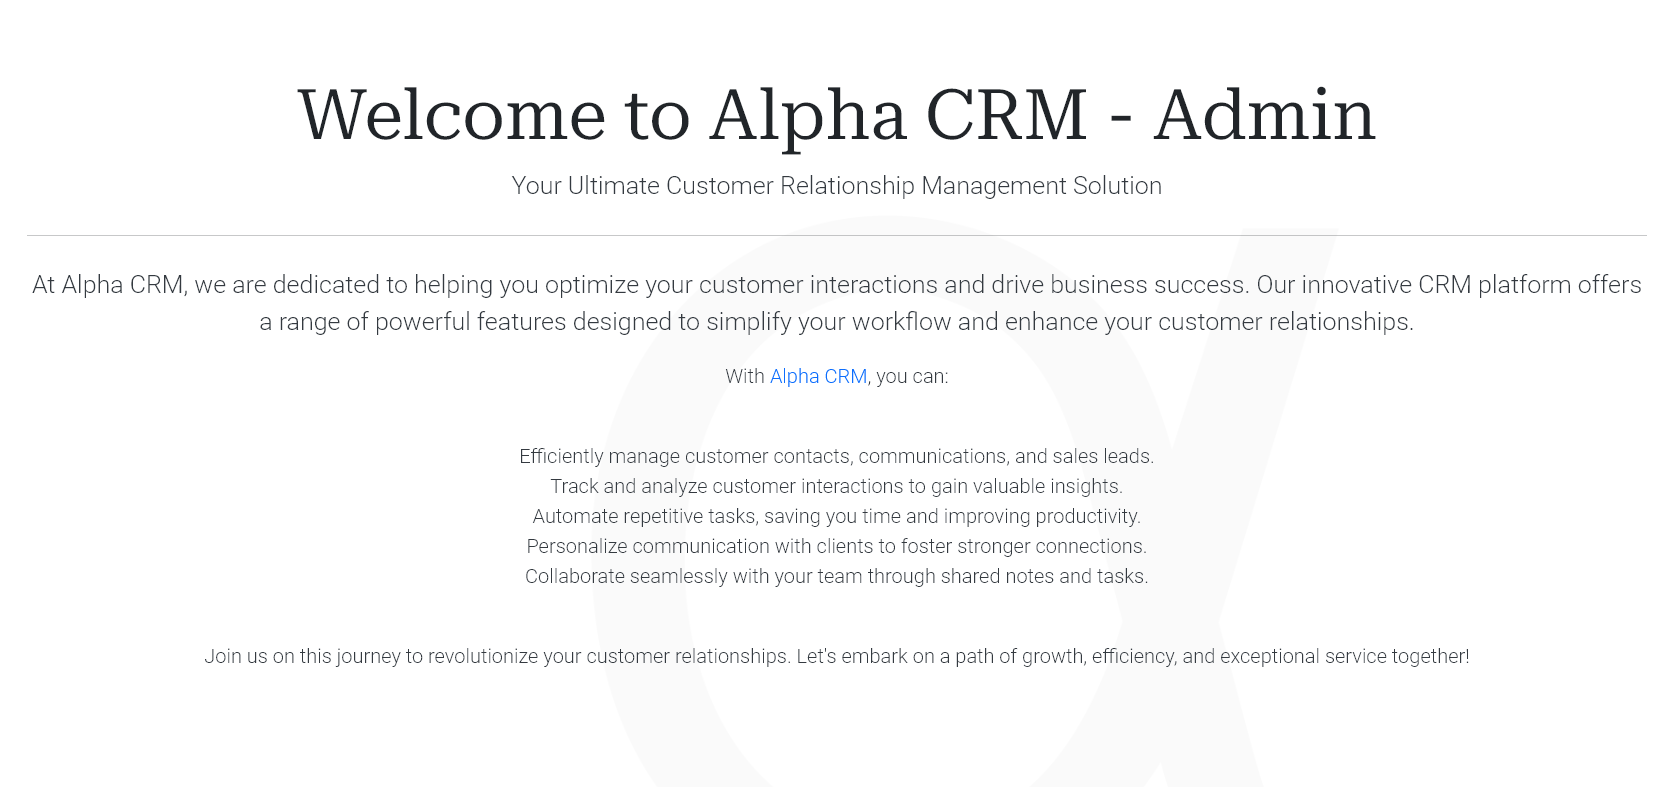 Welcome to Alpha CRM - Admin
Your Ultimate Customer Relationship Management Solution
At Alpha CRM, we are dedicated to helping you optimize your customer interactions and drive business success. Our innovative CRM platform offers
a range of powerful features designed to simplify your workflow and enhance your customer relationships.
With Alpha CRM, you can:
Efficiently manage customer contacts, communications, and sales leads.
Track and analyze customer interactions to gain valuable insights.
Automate repetitive tasks, saving you time and improving productivity.
Personalize communication with clients to foster stronger connections.
Collaborate seamlessly with your team through shared notes and tasks.
Join us on this journey to revolutionize your customer relationships. Let's embark on a path of growth, efficiency, and exceptional service together!